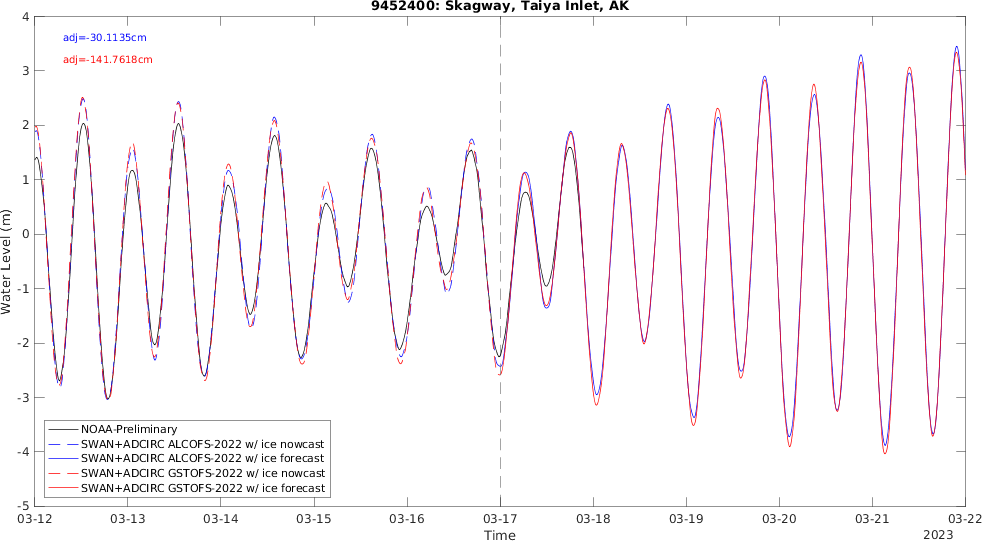 9452400: Skagway, Taiya Inlet, AK
adj=-30.1135cm
adj=-141.7618cm
Water Level (m)
4
3
2
1
0
-1
-2
-3
-4
-5
NOAA-Preliminary
SWAN+ADCIRC ALCOFS-2022 w/ ice nowcast
SWAN+ADCIRC ALCOFS-2022 w/ ice forecast
SWAN+ADCIRC GSTOFS-2022 w/ ice nowcast
SWAN+ADCIRC GSTOFS-2022 w/ ice forecast
03-12 03-13 03-14 03-15 03-16 03-17 03-18 03-19 03-20 03-21 03-22
Time
2023